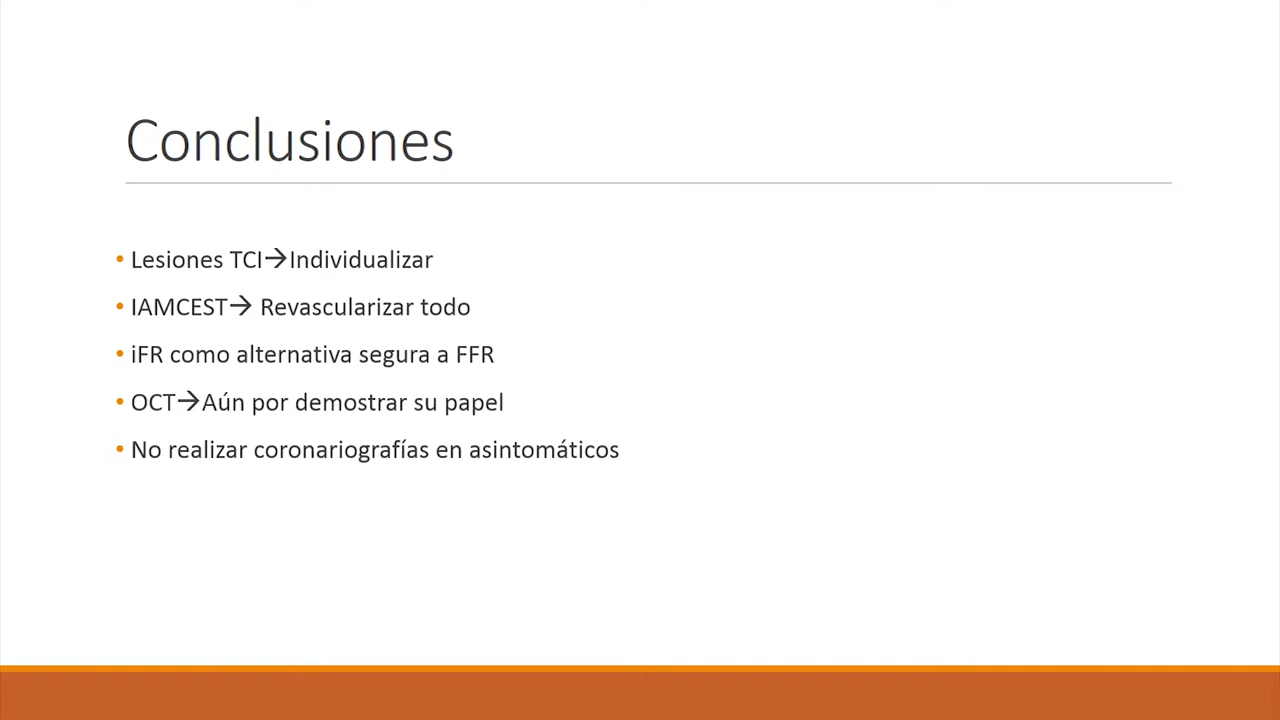 Conclusiones
• Lesiones TCI→Individualizar
• IAMCEST→ Revascularizar todo
• iFR como alternativa segura a FFR
• OCT→Aún por demostrar su papel
• No realizar coronariografías en asintomáticos